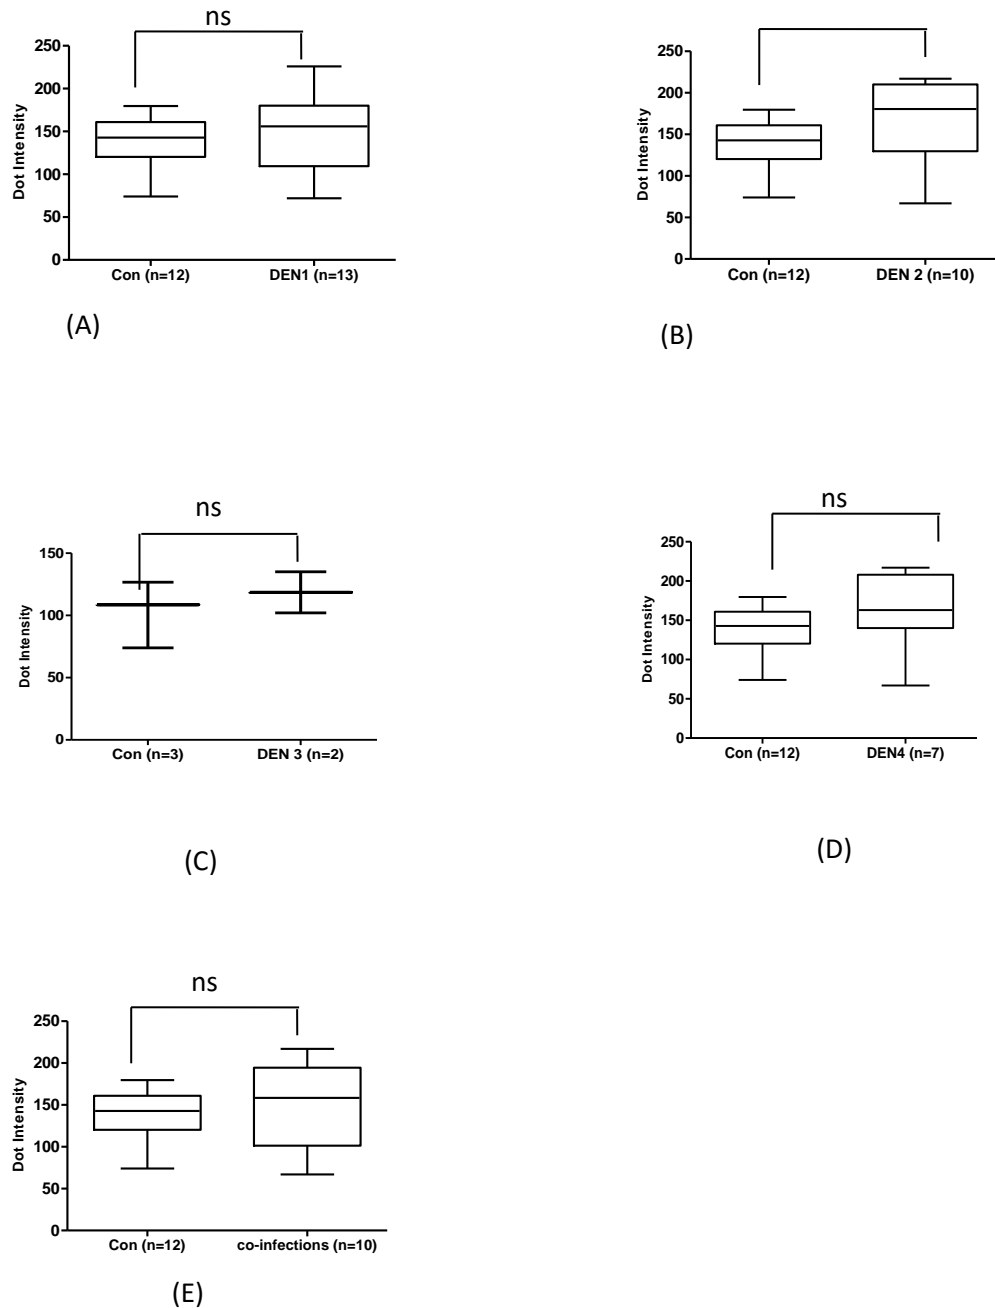 ns
250
200
150
100
50
0
Dot Intensity
Con (n=12) DEN1 (n=13)
(A)
250
200
150
100
50
0
Dot Intensity
Con (n=12) DEN 2 (n=10)
(B)
ns
150
100
50
0
Dot Intensity
Con (n=3) DEN 3 (n=2)
(C)
ns
250
200
150
100
50
0
Dot Intensity
Con (n=12) DEN4 (n=7)
(D)
ns
250
200
150
100
50
0
Dot Intensity
Con (n=12) co-infections (n=10)
(E)